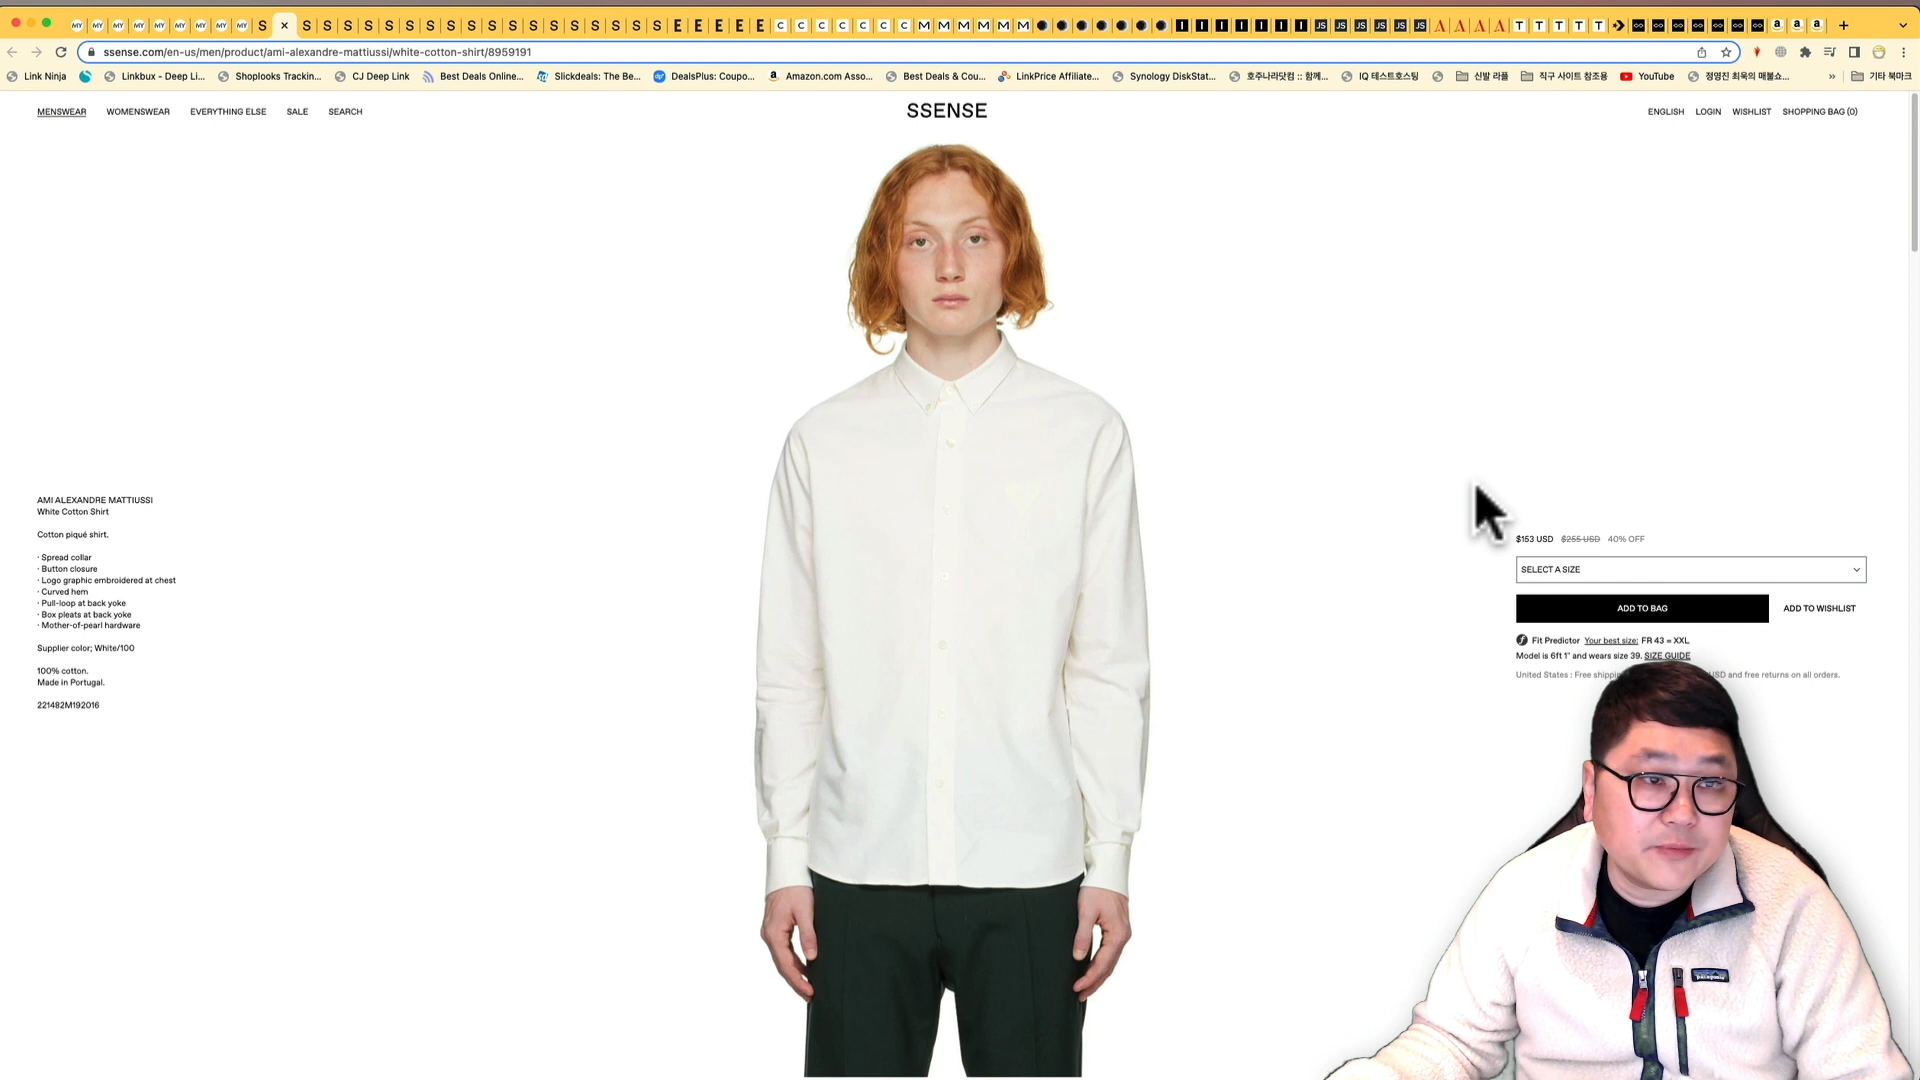 ssense.com/en-us/men/product/ami-alexandre-mattiussi/white-cotton-shirt/8959191
Link Ninja
Linkbux - Deep Li...
Shoplooks Trackin...
CJ Deep Link
Best Deals Online...
Slickdeals: The Be...
DealsPlus: Coupo...
Amazon.com Asso...
Best Deals & Cou...
LinkPrice Affiliate...
Synology DiskStat...
호주나라닷컴 :: 함께...
IQ 테스트호스팅
신발 라플
직구 사이트 참조용
YouTube
정영진 최욱의 매불쇼...
기타 북마크
MENSWEAR WOMENSWEAR EVERYTHING ELSE SALE SEARCH
SSENSE
ENGLISH LOGIN WISHLIST SHOPPING BAG (0)
AMI ALEXANDRE MATTIUSSI
White Cotton Shirt
Cotton piqué shirt.
· Spread collar
· Button closure
· Logo graphic embroidered at chest
· Curved hem
· Pull-loop at back yoke
· Box pleats at back yoke
· Mother-of-pearl hardware
Supplier color; White/100
100% cotton.
Made in Portugal.
221482M192016
$153 USD $255 USD 40% OFF
SELECT A SIZE
ADD TO BAG
ADD TO WISHLIST
Fit Predictor Your best size: FR 43 = XXL
Model is 6ft 1" and wears size 39. SIZE GUIDE
United States : Free shippin USD and free returns on all orders.
patagonia